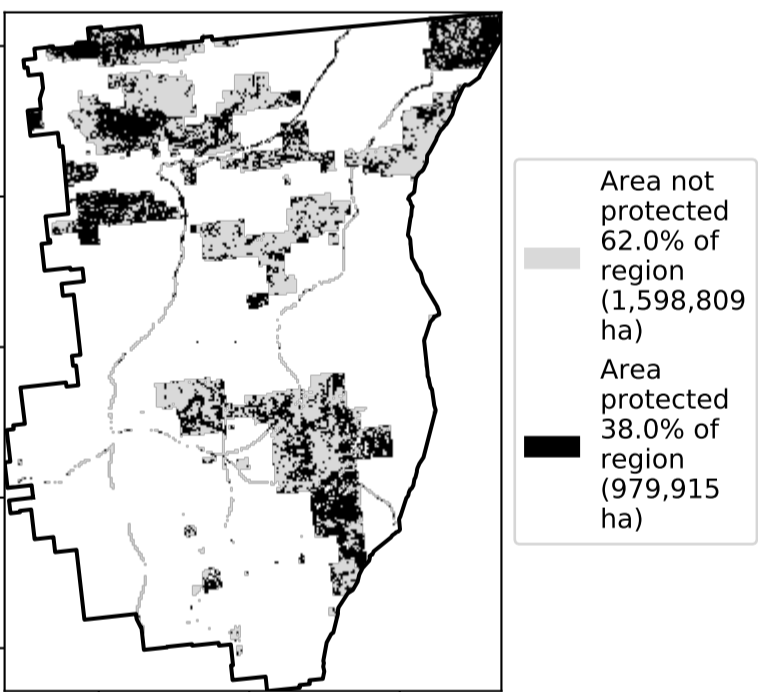 Area not
protected
62.0% of
region
(1,598,809
ha)
Area
protected
38.0% of
region
(979,915
ha)